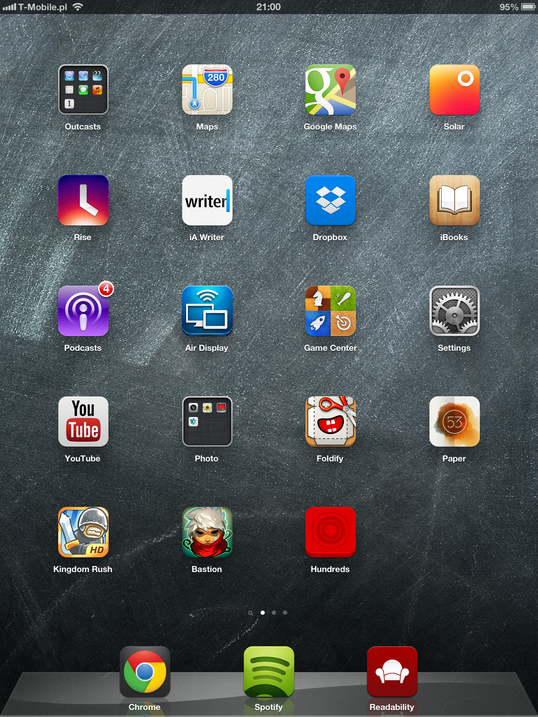 T-Mobile.pl 21:00 95%
280
Outcasts Maps Google Maps Solar
writer
Rise iA Writer Dropbox iBooks
4
Podcasts Air Display Game Center Settings
You
Tube
53
YouTube Photo Foldify Paper
HD
Kingdom Rush Bastion Hundreds
Chrome Spotify Readability